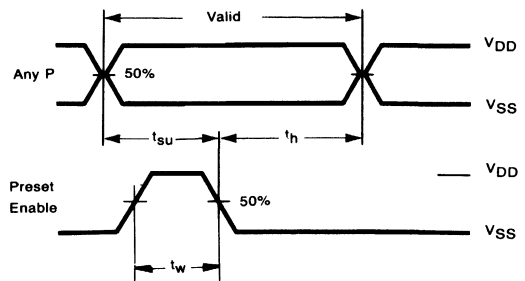 Valid
VDD
Any P
50%
VSS
tsu
th
VDD
Preset
Enable
50%
VSS
tw